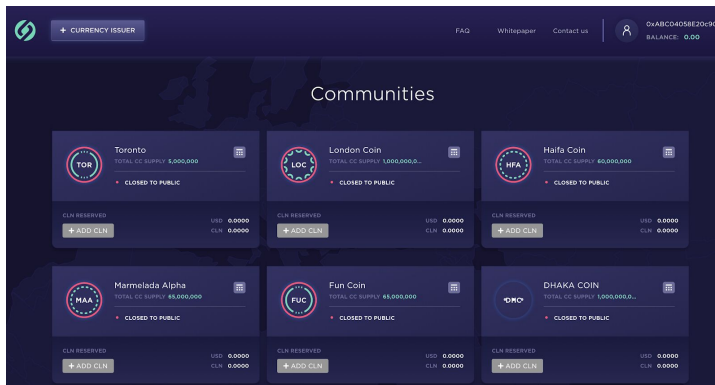 + CURRENCY ISSUER
FAQ
Whitepaper
Contact us
0xABC04058E20c90
BALANCE: 0.00
Communities
TOR
Toronto
TOTAL CC SUPPLY 5,000,000
• CLOSED TO PUBLIC
CLN RESERVED
+ ADD CLN
USD 0.0000
CLN 0.0000
LOC
London Coin
TOTAL CC SUPPLY 1,000,000,0...
• CLOSED TO PUBLIC
CLN RESERVED
+ ADD CLN
USD 0.0000
CLN 0.0000
HFA
Haifa Coin
TOTAL CC SUPPLY 60,000,000
• CLOSED TO PUBLIC
CLN RESERVED
+ ADD CLN
USD 0.0000
CLN 0.0000
MAA
Marmelada Alpha
TOTAL CC SUPPLY 65,000,000
• CLOSED TO PUBLIC
CLN RESERVED
+ ADD CLN
USD 0.0000
CLN 0.0000
FUC
Fun Coin
TOTAL CC SUPPLY 65,000,000
• CLOSED TO PUBLIC
CLN RESERVED
+ ADD CLN
USD 0.0000
CLN 0.0000
DHAKA COIN
TOTAL CC SUPPLY 1,000,000,0...
• CLOSED TO PUBLIC
CLN RESERVED
+ ADD CLN
USD 0.0000
CLN 0.0000